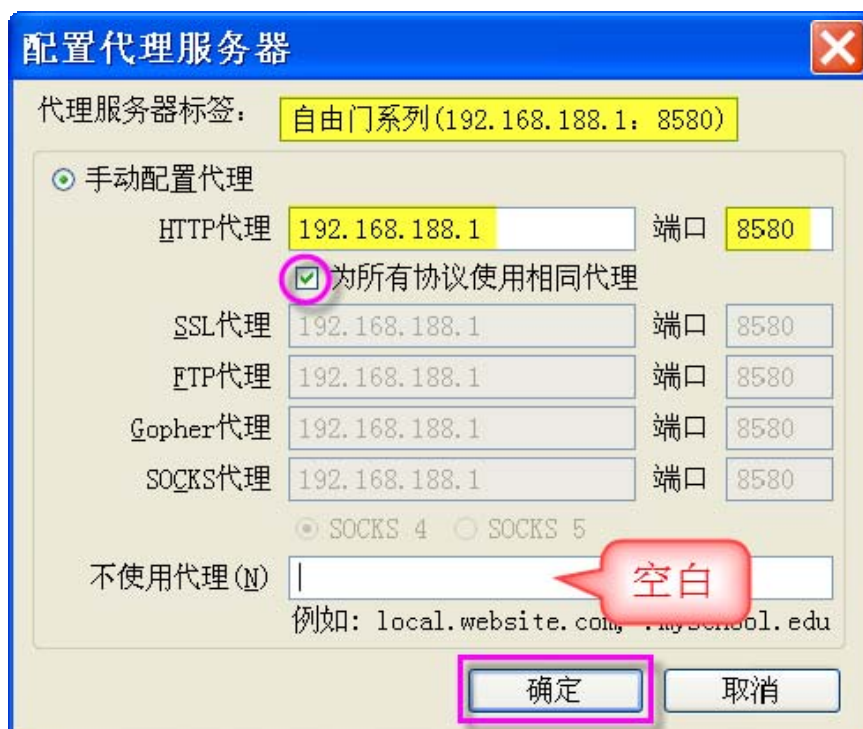 配置代理服务器
代理服务器标签: 自由门系列(192.168.188.1: 8580)
手动配置代理
HTTP代理 192.168.188.1 端口 8580
为所有协议使用相同代理
SSL代理 192.168.188.1 端口 8580
FTP代理 192.168.188.1 端口 8580
Gopher代理 192.168.188.1 端口 8580
SOCKS代理 192.168.188.1 端口 8580
SOCKS 4 SOCKS 5
不使用代理(N) 空白
例如: local.website.com, .myschool.edu
确定 取消